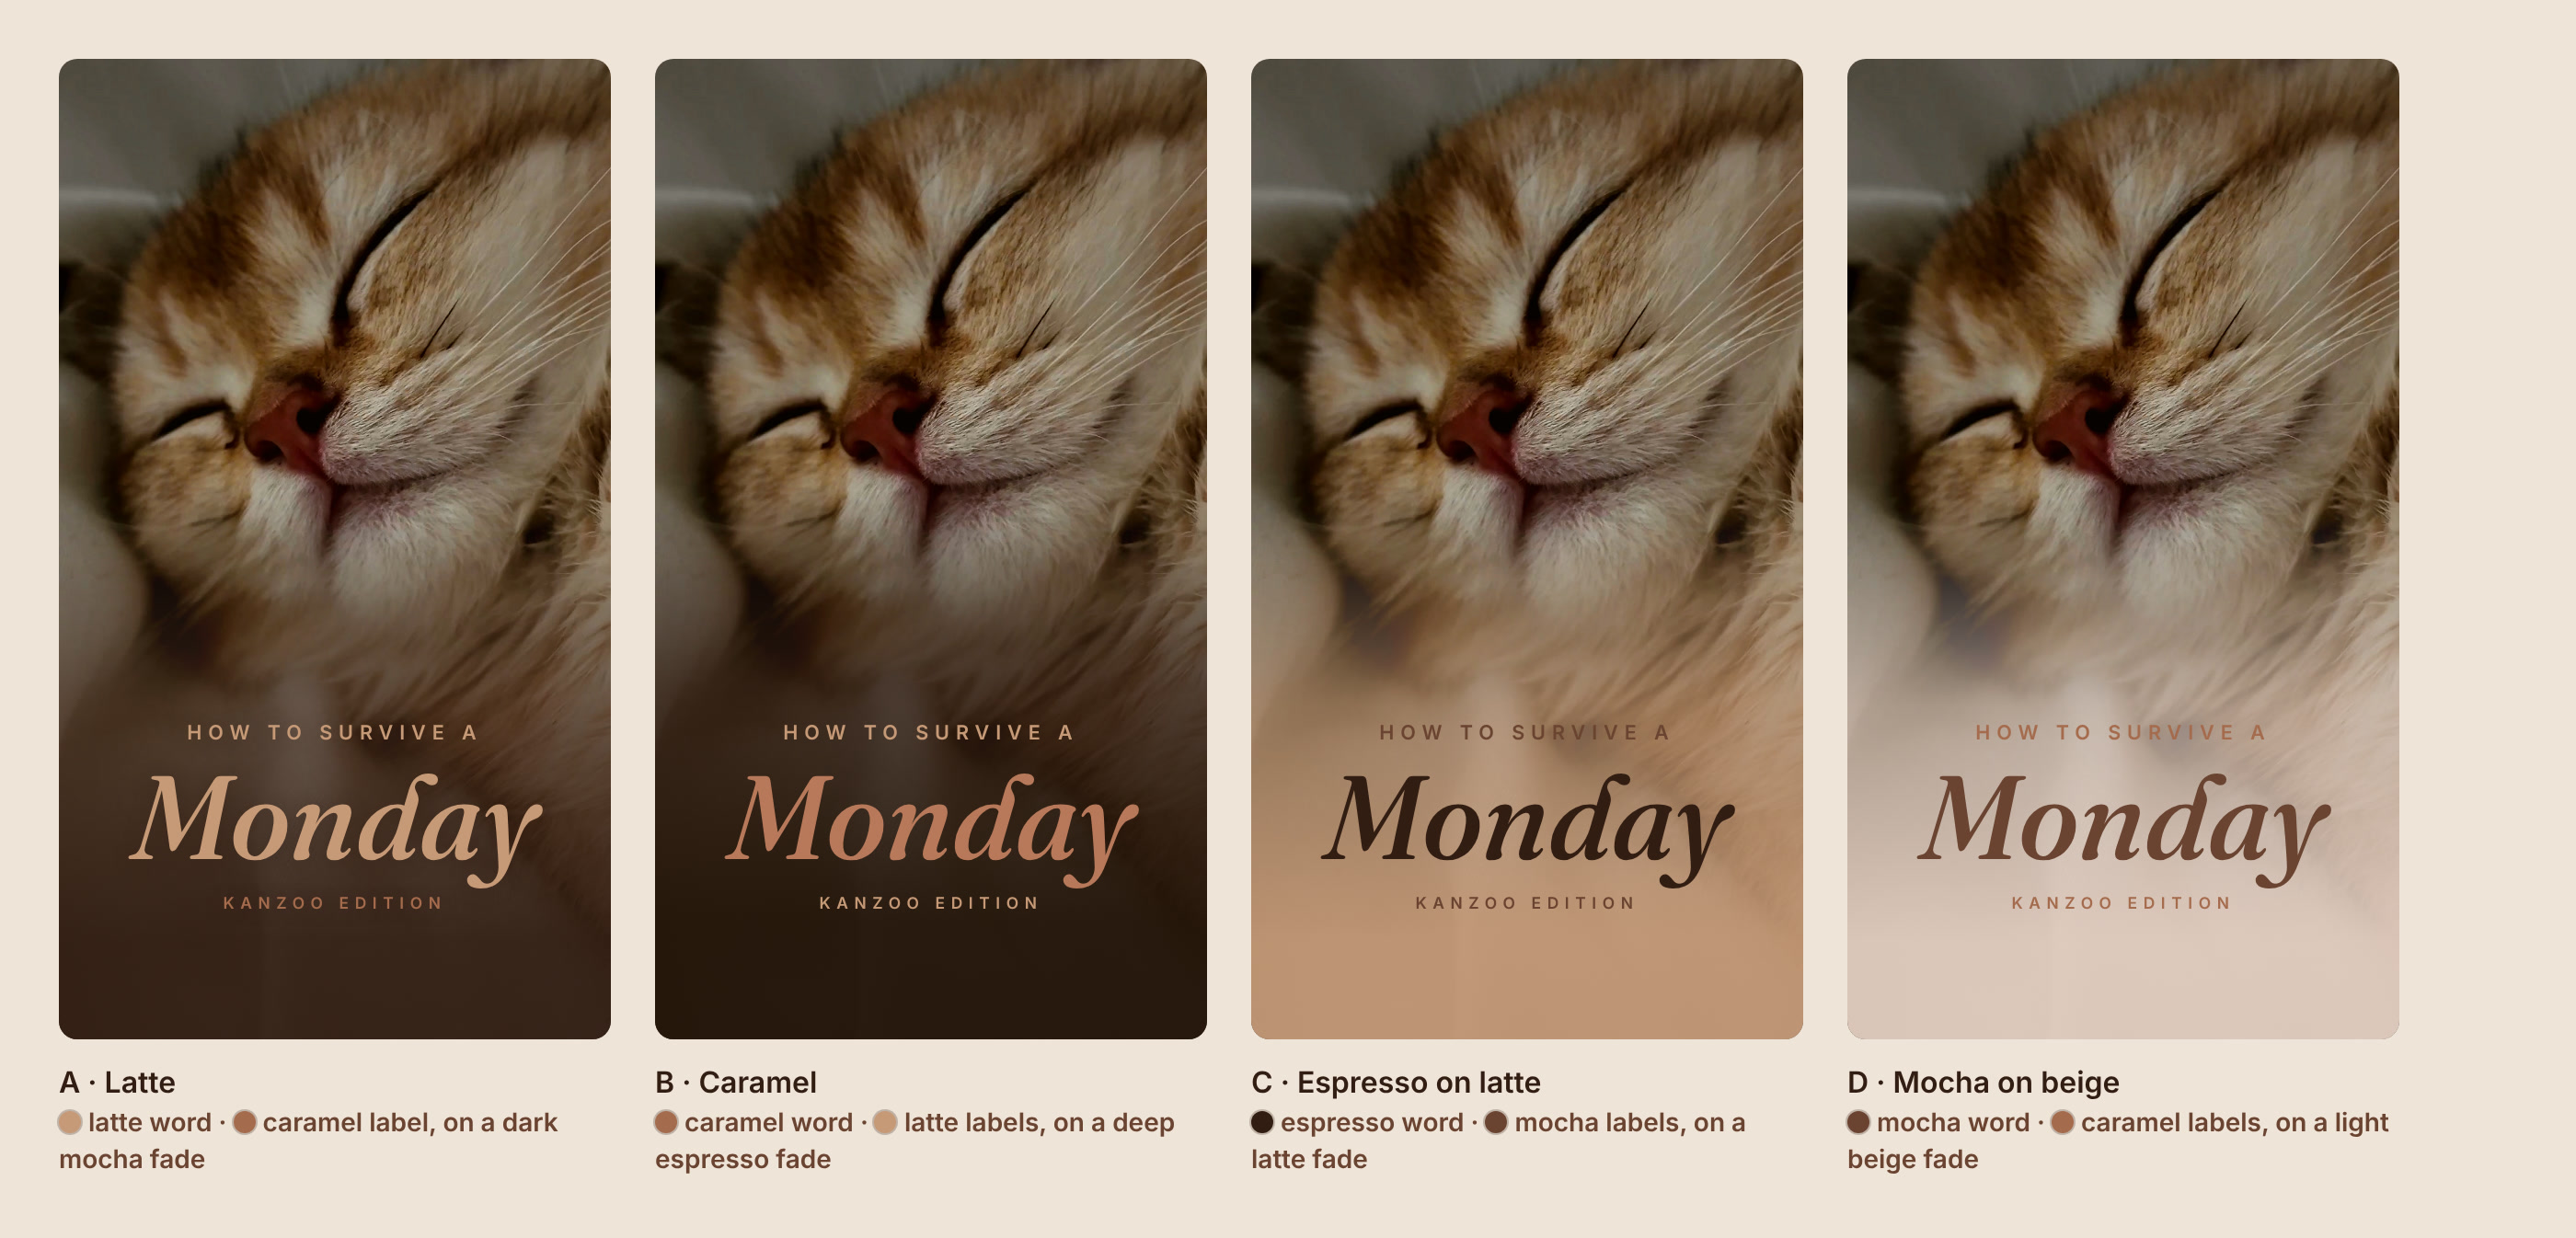 HOW TO SURVIVE A
Monday
KANZOO EDITION
HOW TO SURVIVE A
Monday
KANZOO EDITION
HOW TO SURVIVE A
Monday
KANZOO EDITION
HOW TO SURVIVE A
Monday
KANZOO EDITION
A · Latte
latte word · caramel label, on a dark
mocha fade
B · Caramel
caramel word · latte labels, on a deep
espresso fade
C · Espresso on latte
espresso word · mocha labels, on a
latte fade
D · Mocha on beige
mocha word · caramel labels, on a light
beige fade